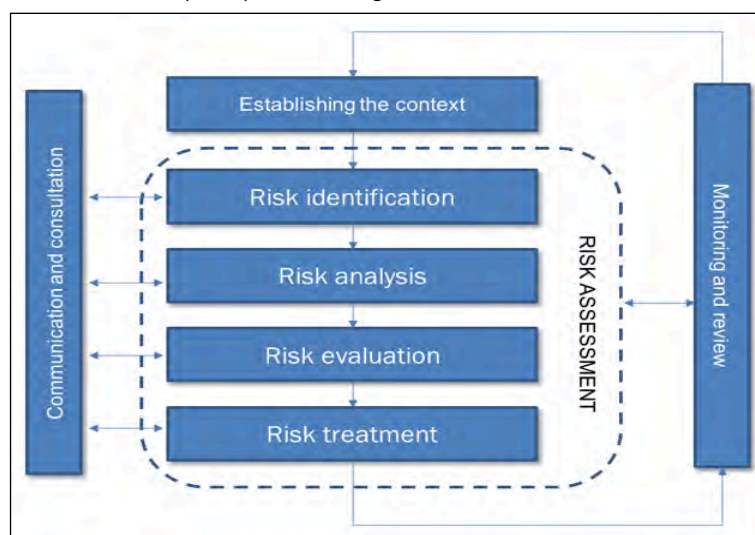 Establishing the context
Risk identification
Risk analysis
Risk evaluation
Risk treatment
Communication and consultation
RISK ASSESSMENT
Monitoring and review